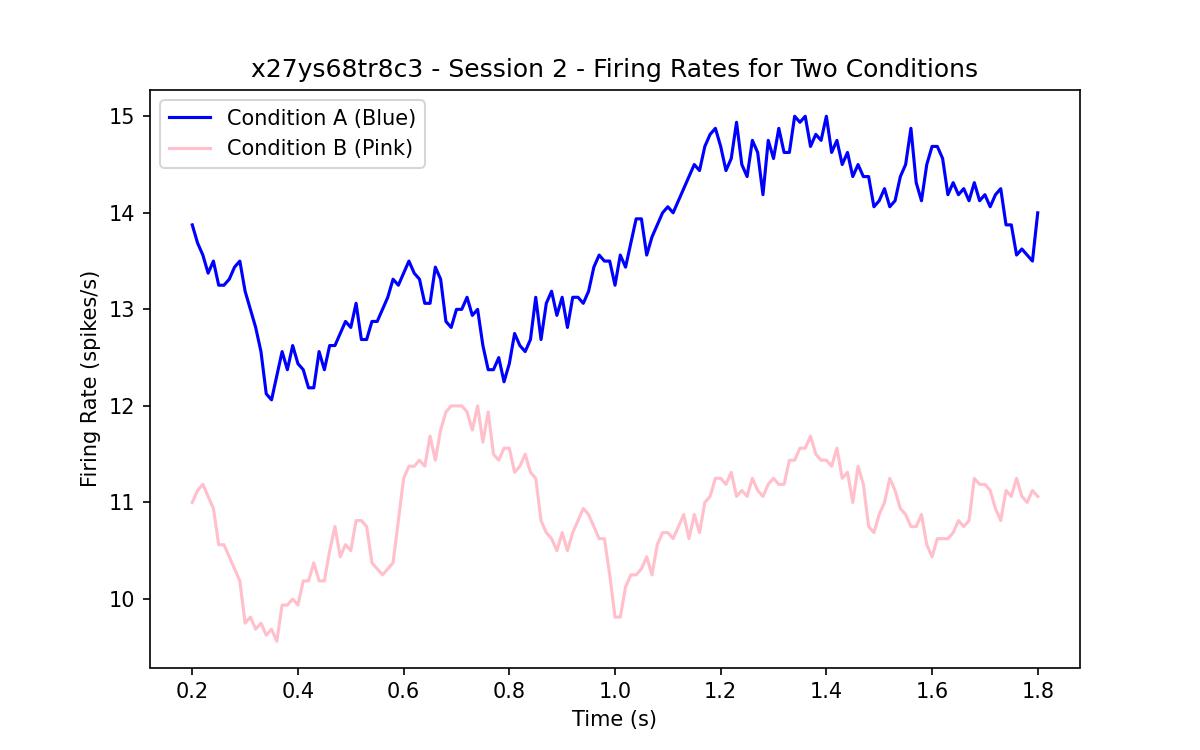 x27ys68tr8c3 - Session 2 - Firing Rates for Two Conditions
Condition A (Blue)
Condition B (Pink)
Firing Rate (spikes/s)
15
14
13
12
11
10
0.2 0.4 0.6 0.8 1.0 1.2 1.4 1.6 1.8
Time (s)